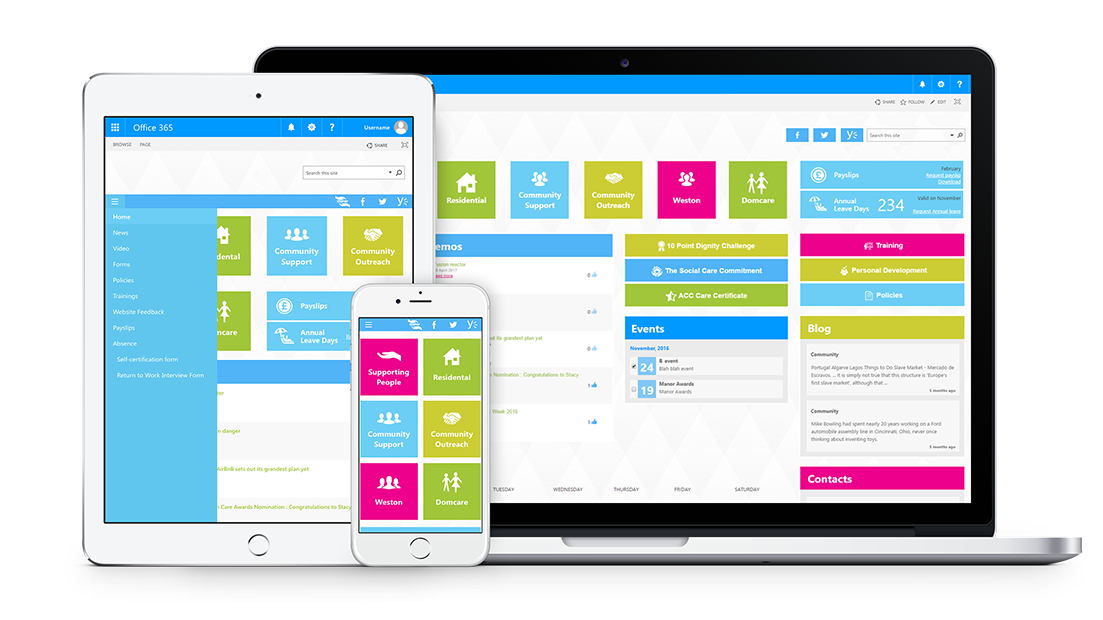 Office 365
Username
BROWSE
PAGE
SHARE
Search this site
Home
News
Video
Forms
Policies
Trainings
Website Feedback
Payslips
Absence
Self-certification form
Return to Work Interview Form
Community
Support
Community
Outreach
Payslips
Annual
Leave Days
danger
AirBnB sets out its grandest plan yet
Care Awards Nomination : Congratulations to Stacy
Supporting
People
Residental
Community
Support
Community
Outreach
Weston
Domcare
SHARE
FOLLOW
EDIT
Search this site
Residental
Community
Support
Community
Outreach
Weston
Domcare
Payslips
February
Request payslip
Download
Annual
Leave Days
234
Valid on November
Request Annual leave
emos
reactor
April 2017
0
0
out its grandest plan yet
0
Nomination : Congratulations to Stacy
1
Week 2016
1
10 Point Dignity Challenge
The Social Care Commitment
ACC Care Certificate
Training
Personal Development
Policies
Events
November, 2016
24
B event
Blah blah event
19
Manor Awards
Manor Awards
Blog
Community
Portugal Algarve Lagos Things to Do Slave Market - Mercado de
Escravos. ... it is simply not true that this structure is 'Europe's
first slave market', although that ...
5 months ago
Community
Mike Bowling had spent nearly 20 years working on a Ford
automobile assembly line in Cincinnati, Ohio, never once
thinking about inventing toys.
5 months ago
Contacts
TUESDAY
WEDNESDAY
THURSDAY
FRIDAY
SATURDAY